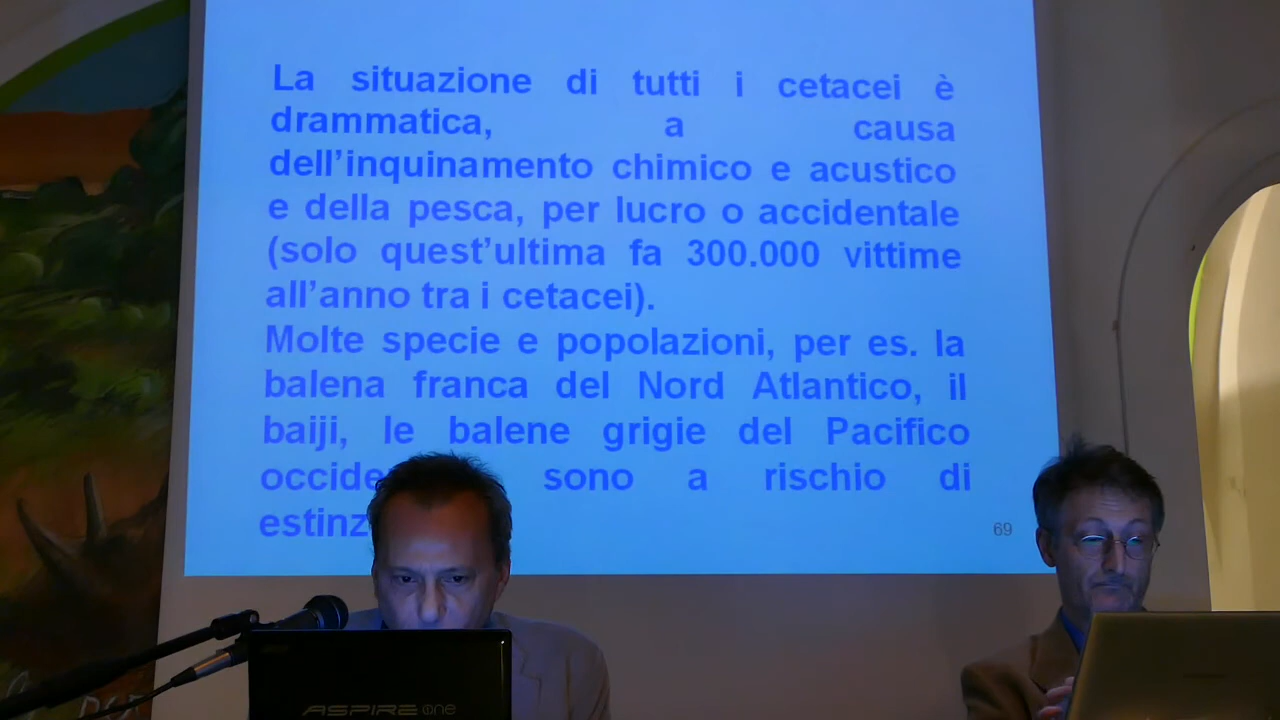 La situazione di tutti i cetacei è
drammatica, a causa
dell’inquinamento chimico e acustico
e della pesca, per lucro o accidentale
(solo quest’ultima fa 300.000 vittime
all’anno tra i cetacei).
Molte specie e popolazioni, per es. la
balena franca del Nord Atlantico, il
baiji, le balene grigie del Pacifico
sono a rischio di
69
ASPIRE one